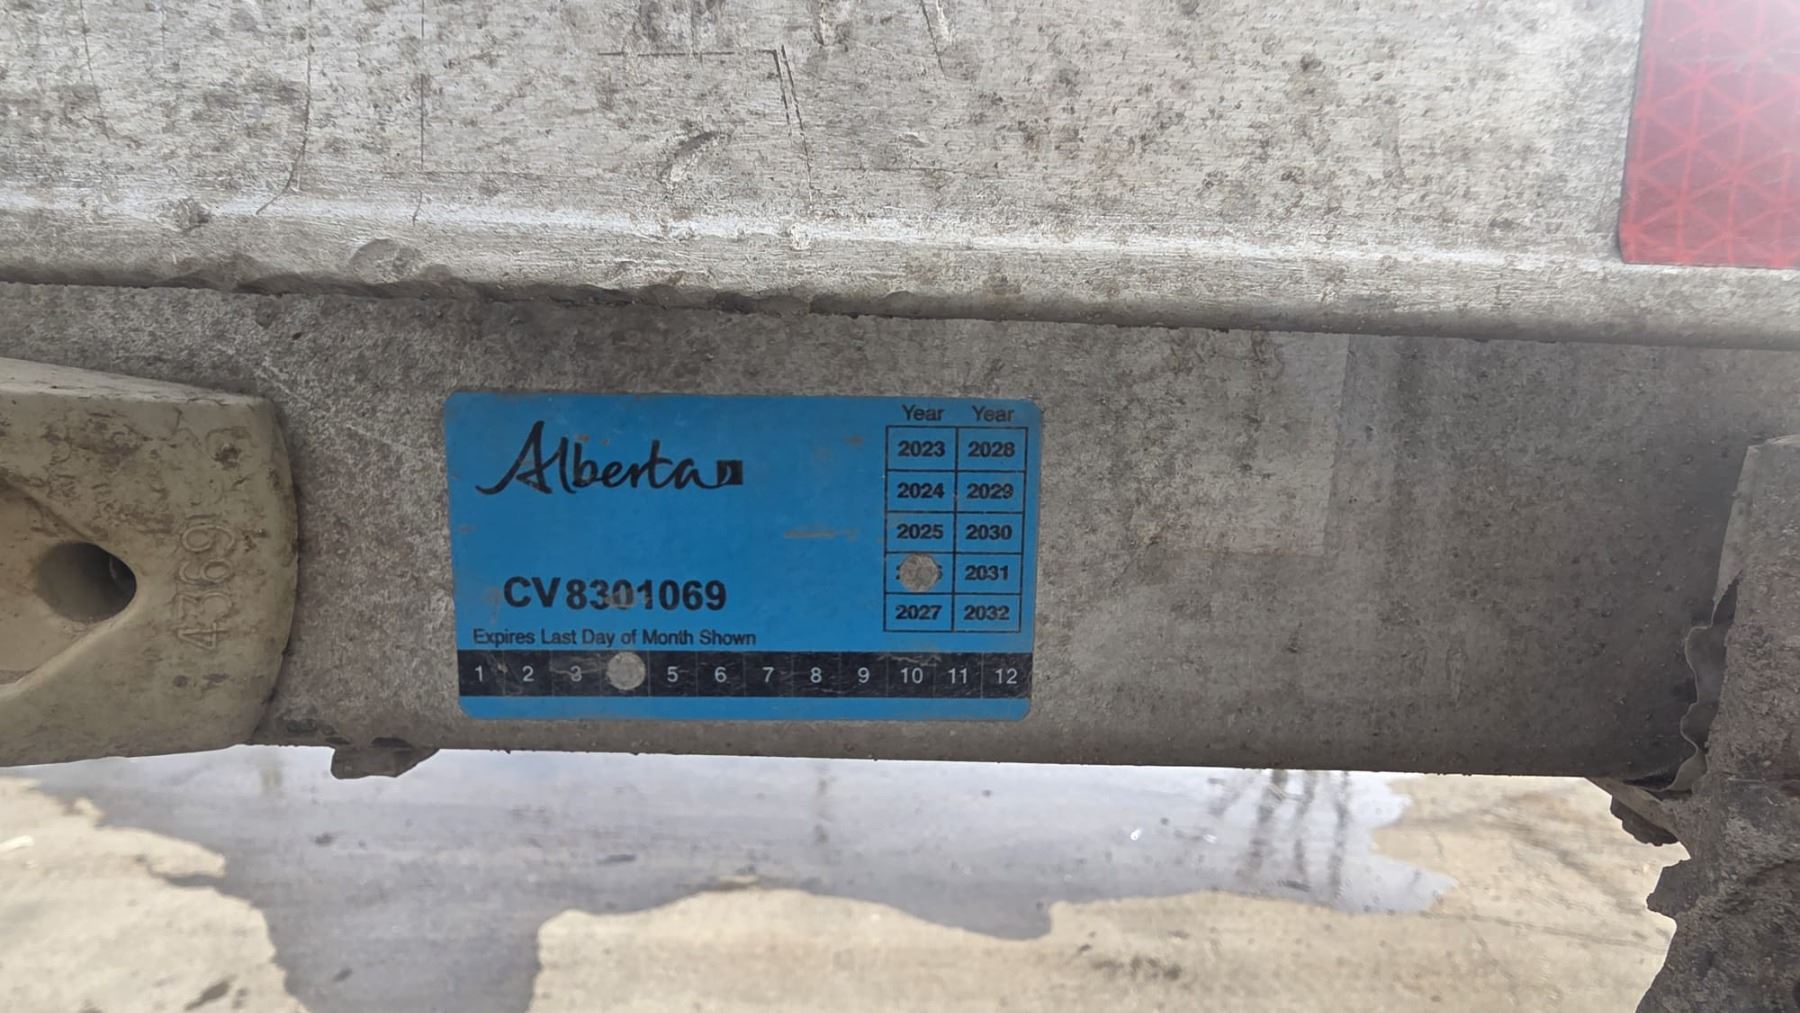 Alberta
Year Year
2023 2028
2024 2029
2025 2030
2031
2027 2032
CV8301069
Expires Last Day of Month Shown
1 2 3 5 6 7 8 9 10 11 12
4369